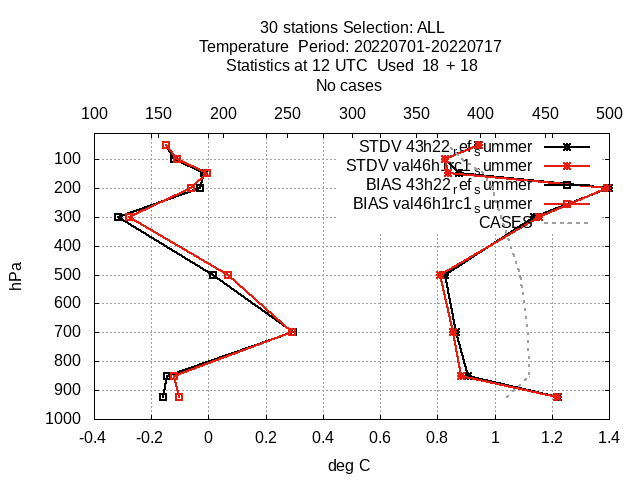 30 stations Selection: ALL
Temperature Period: 20220701-20220717
Statistics at 12 UTC Used 18 + 18
No cases
100 150 200 250 300 350 400 450 500
STDV 43h22_ref_summer
STDV val46h1rc1_summer
BIAS 43h22_ref_summer
BIAS val46h1rc1_summer
CASES
100
200
300
400
500
600
700
800
900
1000
hPa
-0.4 -0.2 0 0.2 0.4 0.6 0.8 1 1.2 1.4
deg C